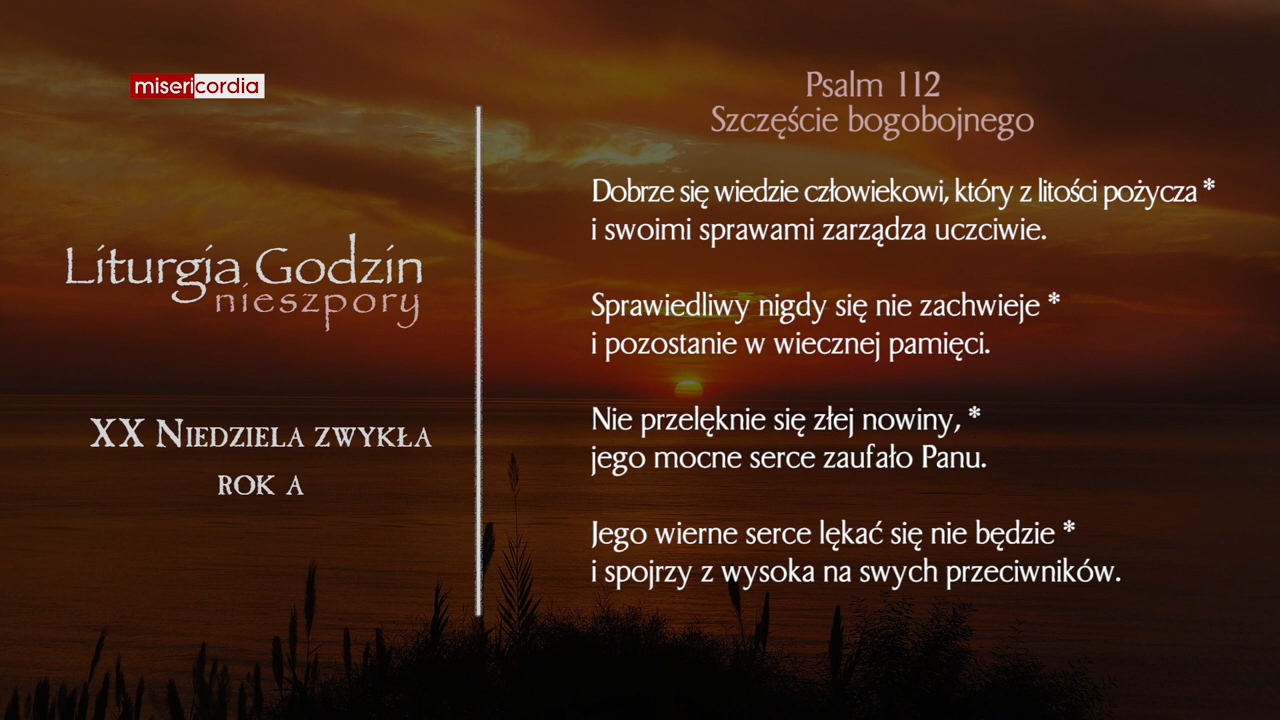 misericordia
Liturgia Godzin
nieszpory
XX Niedziela zwykła
rok a
Psalm 112
Szczęście bogobojnego
Dobrze się wiedzie człowiekowi, który z litości pożycza *
i swoimi sprawami zarządza uczciwie.
Sprawiedliwy nigdy się nie zachwieje *
i pozostanie w wiecznej pamięci.
Nie przelęknie się złej nowiny, *
jego mocne serce zaufało Panu.
Jego wierne serce lękać się nie będzie *
i spojrzy z wysoka na swych przeciwników.